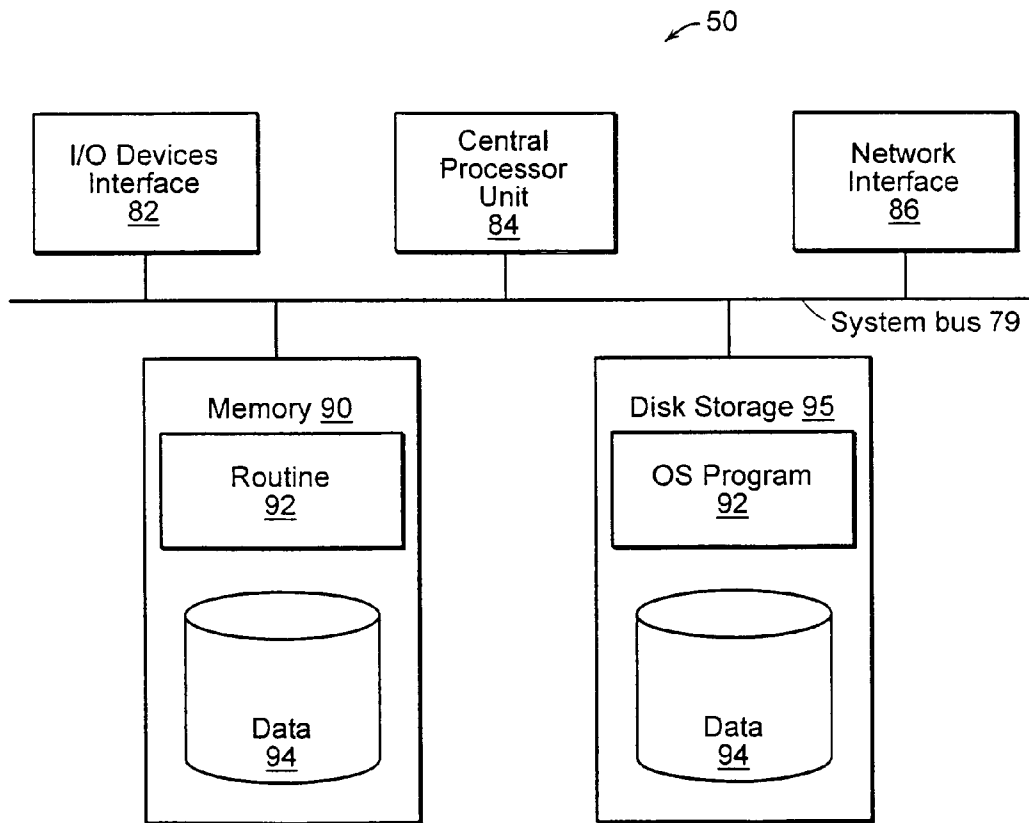 50
I/O Devices
Interface
82
Central
Processor
Unit
84
Network
Interface
86
System bus 79
Memory 90
Routine
92
Data
94
Disk Storage 95
OS Program
92
Data
94